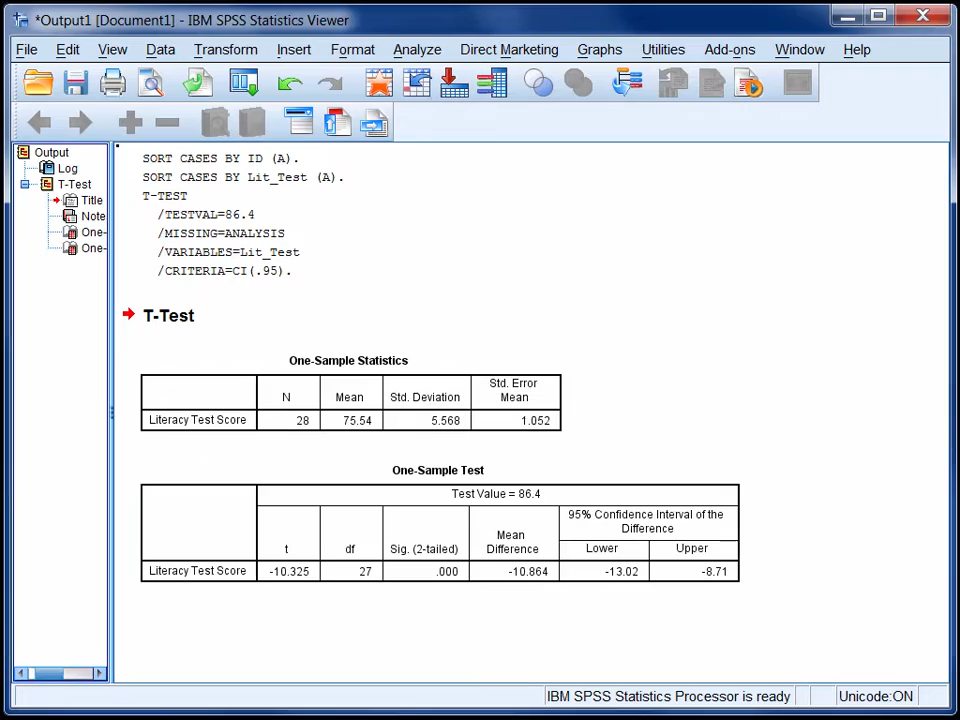 *Output1 [Document1] - IBM SPSS Statistics Viewer
File Edit View Data Transform Insert Format Analyze Direct Marketing Graphs Utilities Add-ons Window Help
Output
Log
T-Test
Title
Note
One-
One-
SORT CASES BY ID (A).
SORT CASES BY Lit_Test (A).
T-TEST
/TESTVAL=86.4
/MISSING=ANALYSIS
/VARIABLES=Lit_Test
/CRITERIA=CI(.95).
T-Test
One-Sample Statistics
N Mean Std. Deviation Std. Error Mean
Literacy Test Score 28 75.54 5.568 1.052
One-Sample Test
Test Value = 86.4
95% Confidence Interval of the Difference
t df Sig. (2-tailed) Mean Difference Lower Upper
Literacy Test Score -10.325 27 .000 -10.864 -13.02 -8.71
IBM SPSS Statistics Processor is ready Unicode:ON